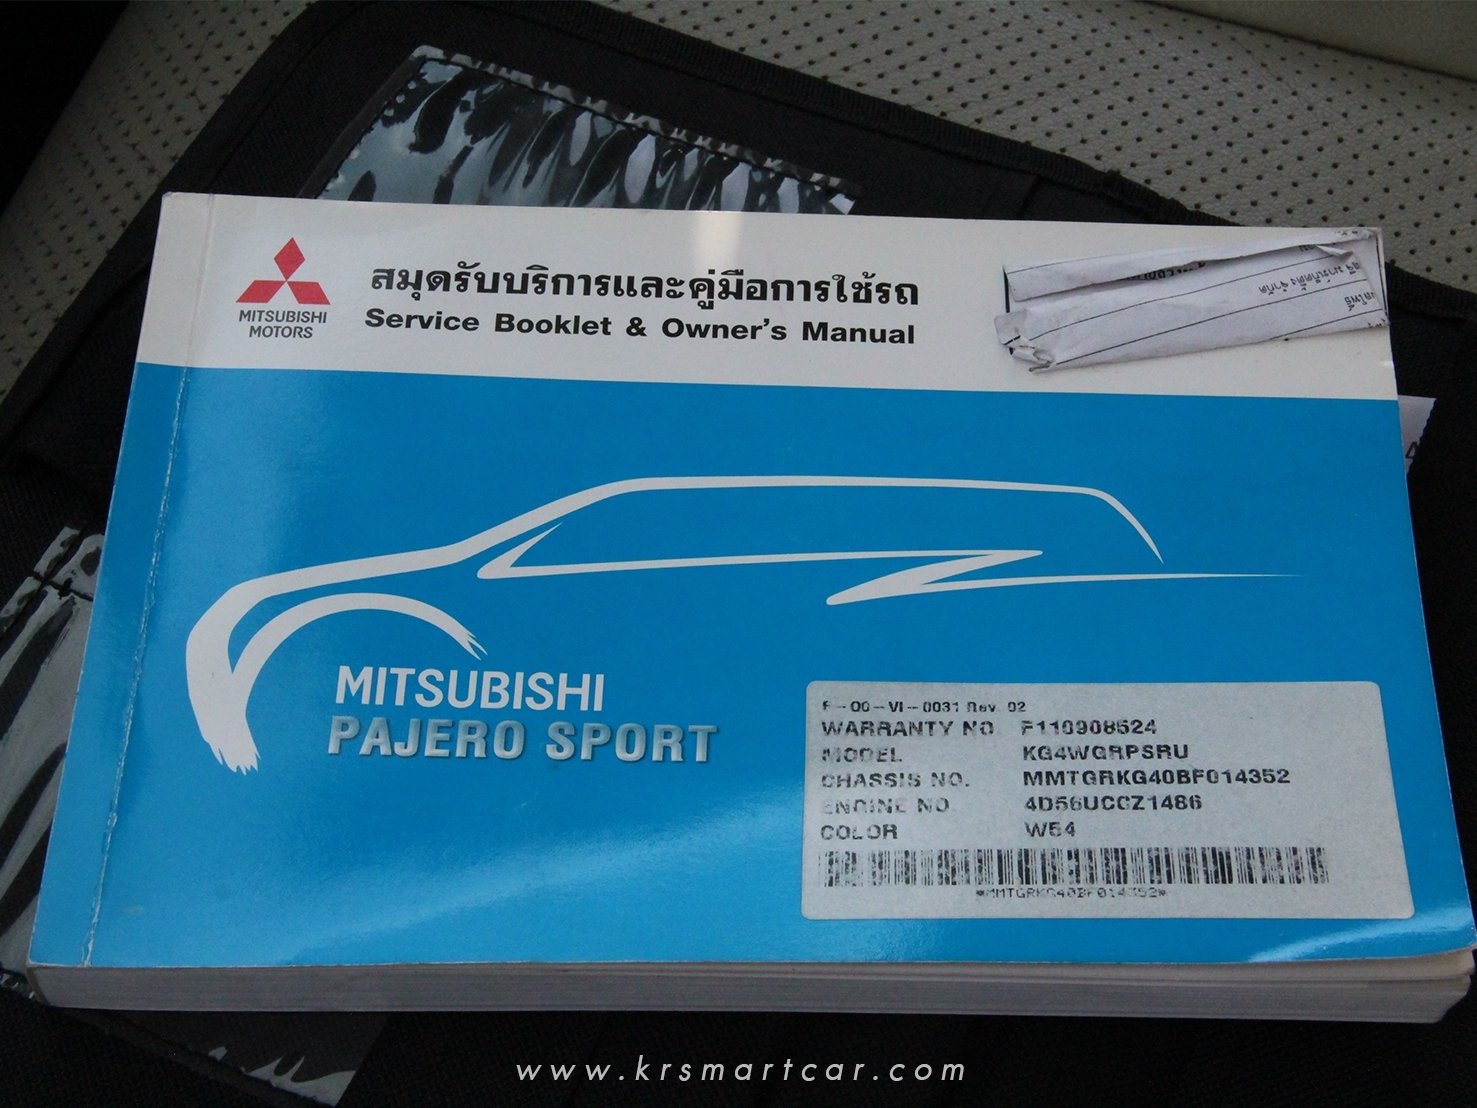 MITSUBISHI
MOTORS
สมุดรับบริการและคู่มือการใช้รถ
Service Booklet & Owner's Manual
MITSUBISHI
PAJERO SPORT
F-00-VI-0031 Rev. 02
WARRANTY NO. F110908524
MODEL KG4WGRPSRU
CHASSIS NO. MMTGRKG40BF014352
ENGINE NO. 4D56UCCZ1486
COLOR W54
*MMTGRKG40BF014352*
www.krsmartcar.com